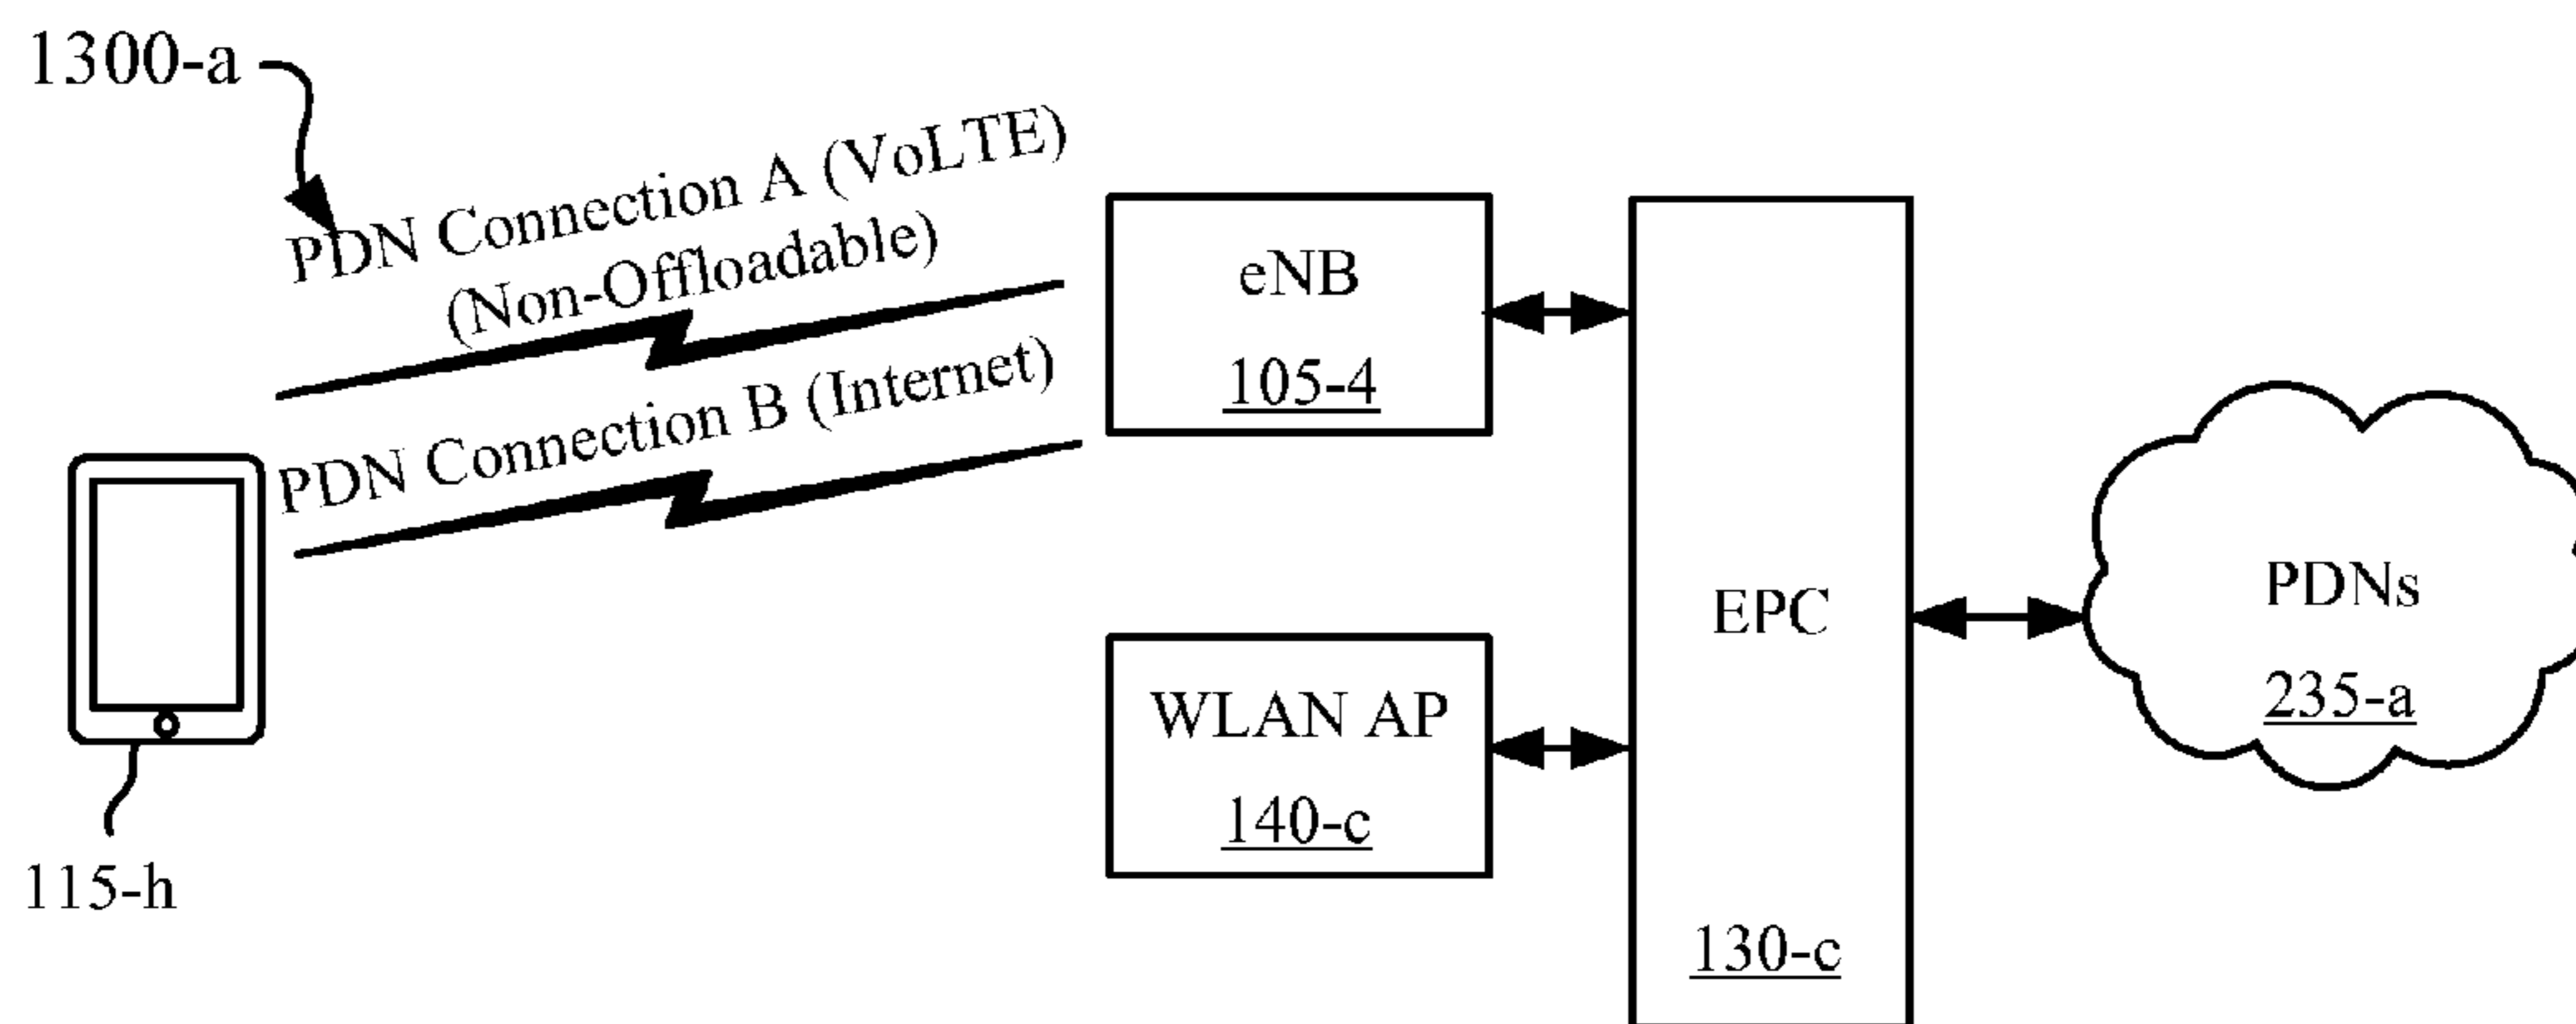 1300-a
PDN Connection A (VoLTE)
(Non-Offloadable)
PDN Connection B (Internet)
115-h
eNB
105-4
WLAN AP
140-c
EPC
130-c
PDNs
235-a